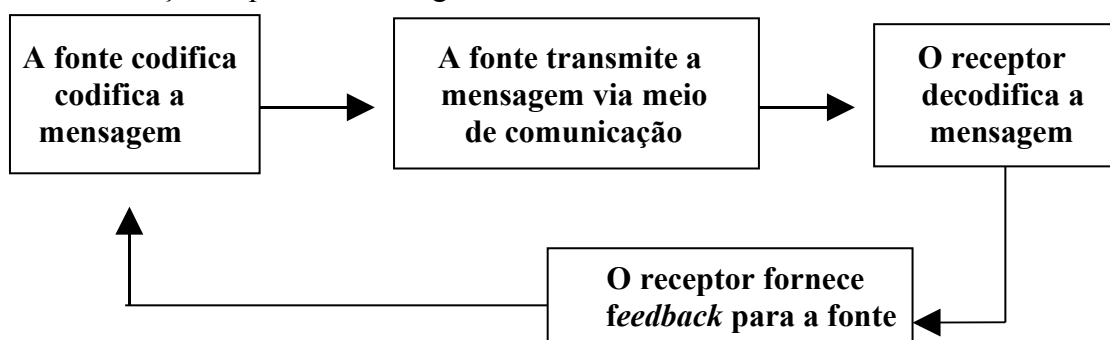 A fonte codifica
codifica a
mensagem
A fonte transmite a
mensagem via meio
de comunicação
O receptor
decodifica a
mensagem
O receptor fornece
feedback para a fonte